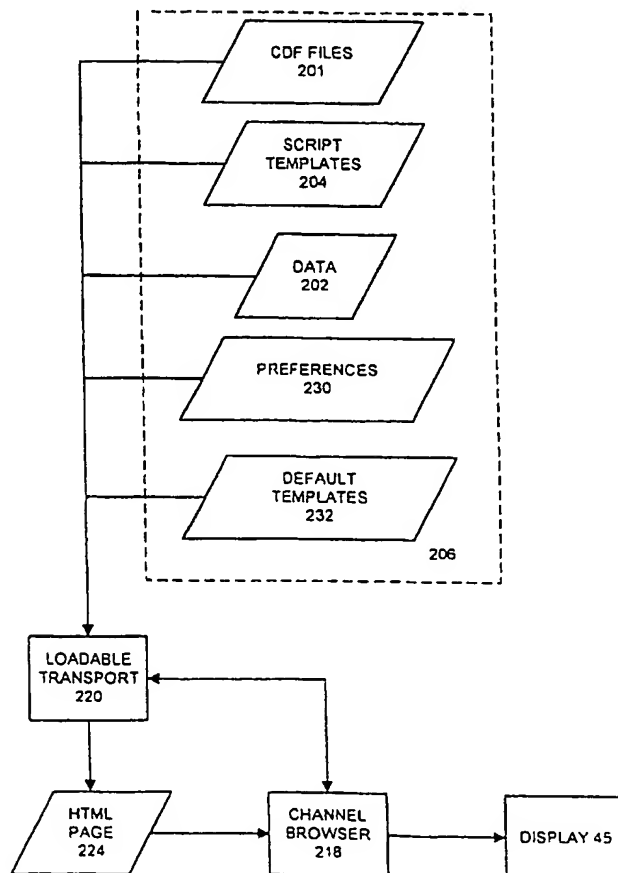 CDF FILES
201
SCRIPT
TEMPLATES
204
DATA
202
PREFERENCES
230
DEFAULT
TEMPLATES
232
206
LOADABLE
TRANSPORT
220
HTML
PAGE
224
CHANNEL
BROWSER
218
DISPLAY 45